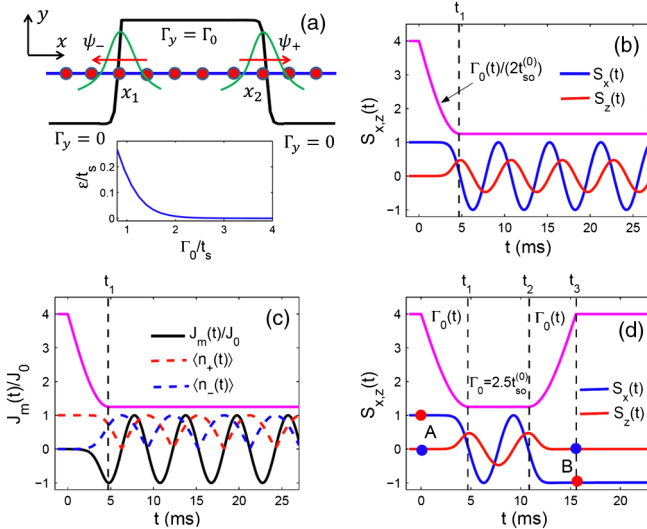 (a)
y
x
ψ₋
Γy = Γ₀
ψ₊
x₁
x₂
Γy = 0
Γy = 0
ε/tₛ
0.2
0.1
0
1
2
3
4
Γ₀/tₛ
t₁
(b)
Γ₀(t)/(2t_so^(0))
Sx(t)
Sz(t)
Sx,z(t)
4
3
2
1
0
−1
0
5
10
15
20
25
t (ms)
t₁
(c)
Jm(t)/J₀
⟨n₊(t)⟩
⟨n₋(t)⟩
Jm(t)/J₀
4
3
2
1
0
−1
0
5
10
15
20
25
t (ms)
t₁
t₂
t₃
(d)
Γ₀(t)
Γ₀(t)
Γ₀=2.5t_so^(0)
Sx(t)
Sz(t)
A
B
Sx,z(t)
4
3
2
1
0
−1
0
5
10
15
20
25
t (ms)